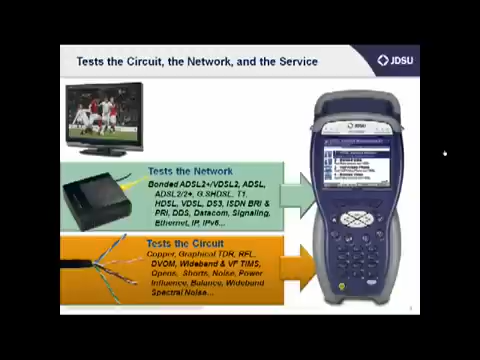 Tests the Circuit, the Network, and the Service
JDSU
Tests the Network
Bonded ADSL2+/VDSL2, ADSL,
ADSL2/2+, G.SHDSL, T1,
HDSL, VDSL, DS3, ISDN BRI &
PRI, DDS, Datacom, Signaling,
Ethernet, IP, IPv6...
JDSU
Tests the Circuit
Copper, Graphical TDR, RFL,
DVOM, Wideband & VF TIMS,
Opens, Shorts, Noise, Power
Influence, Balance, Wideband
Spectral Noise...